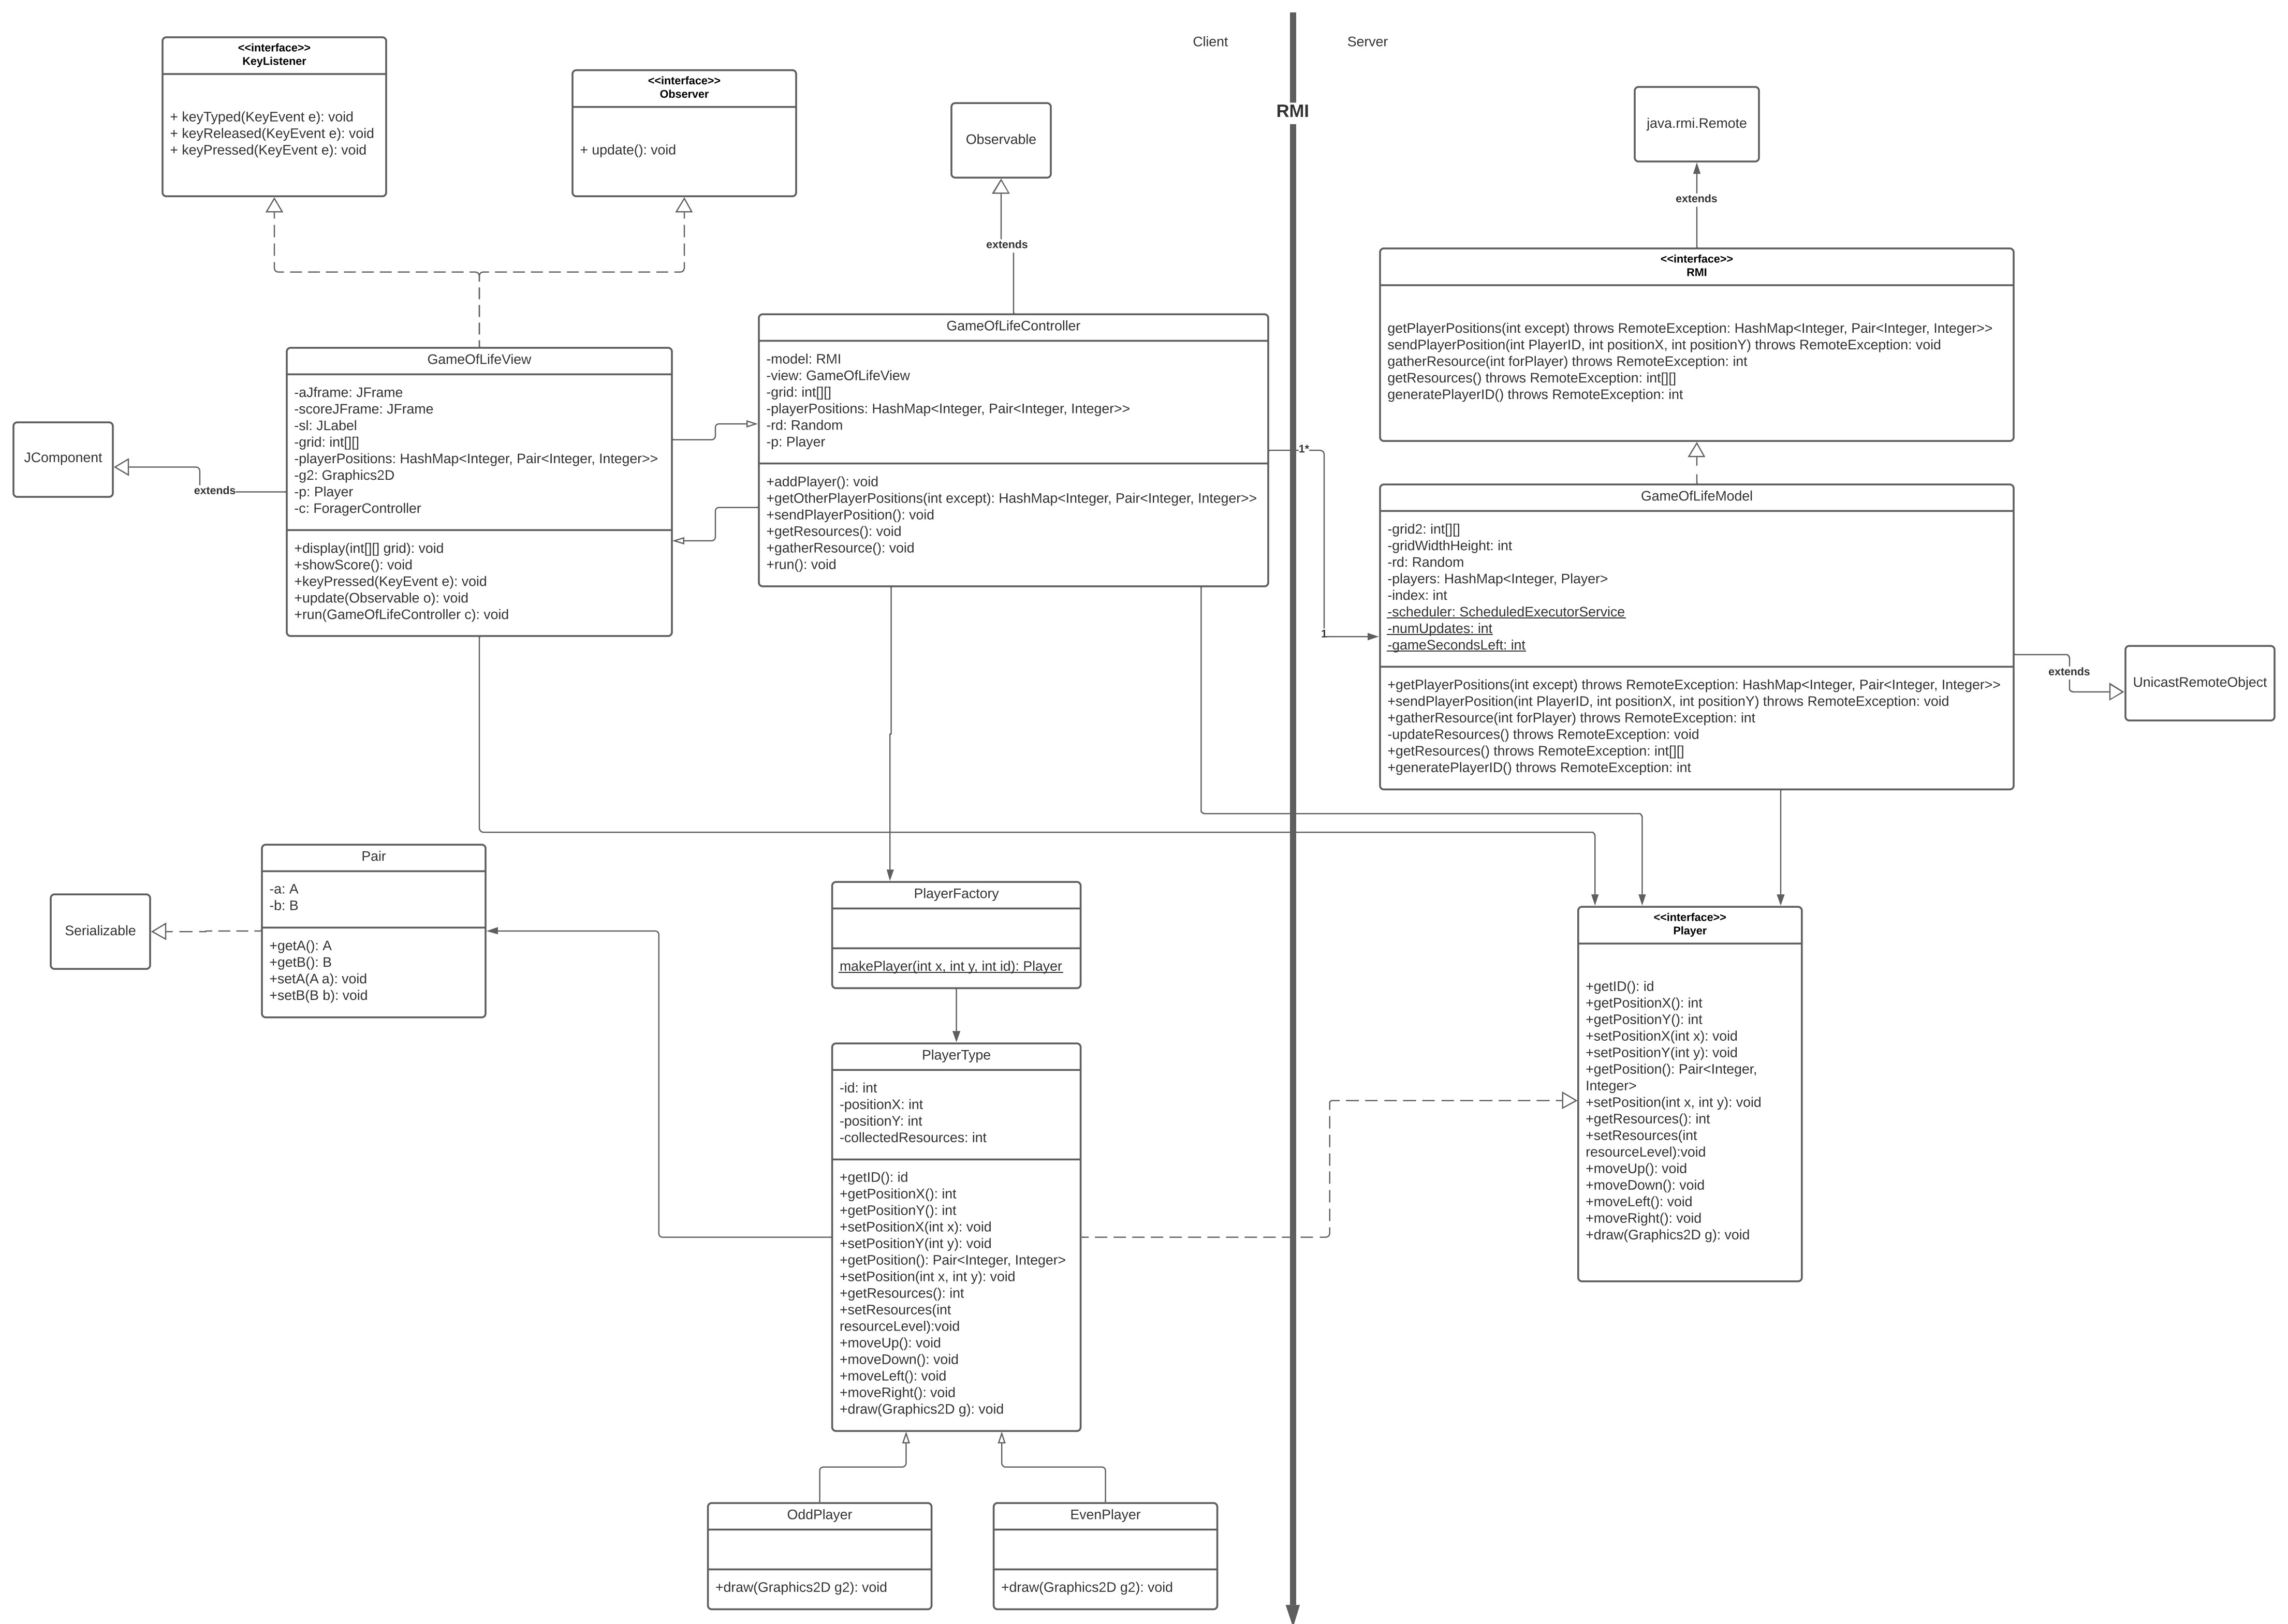 Client
Server
RMI
<<interface>>
KeyListener
+ keyTyped(KeyEvent e): void
+ keyReleased(KeyEvent e): void
+ keyPressed(KeyEvent e): void
<<interface>>
Observer
+ update(): void
Observable
extends
java.rmi.Remote
extends
<<interface>>
RMI
getPlayerPositions(int except) throws RemoteException: HashMap<Integer, Pair<Integer, Integer>>
sendPlayerPosition(int PlayerID, int positionX, int positionY) throws RemoteException: void
gatherResource(int forPlayer) throws RemoteException: int
getResources() throws RemoteException: int[][]
generatePlayerID() throws RemoteException: int
JComponent
extends
GameOfLifeView
-aJframe: JFrame
-scoreJFrame: JFrame
-sl: JLabel
-grid: int[][]
-playerPositions: HashMap<Integer, Pair<Integer, Integer>>
-g2: Graphics2D
-p: Player
-c: ForagerController
+display(int[][] grid): void
+showScore(): void
+keyPressed(KeyEvent e): void
+update(Observable o): void
+run(GameOfLifeController c): void
GameOfLifeController
-model: RMI
-view: GameOfLifeView
-grid: int[][]
-playerPositions: HashMap<Integer, Pair<Integer, Integer>>
-rd: Random
-p: Player
+addPlayer(): void
+getOtherPlayerPositions(int except): HashMap<Integer, Pair<Integer, Integer>>
+sendPlayerPosition(): void
+getResources(): void
+gatherResource(): void
+run(): void
1*
1
GameOfLifeModel
-grid2: int[][]
-gridWidthHeight: int
-rd: Random
-players: HashMap<Integer, Player>
-index: int
-scheduler: ScheduledExecutorService
-numUpdates: int
-gameSecondsLeft: int
+getPlayerPositions(int except) throws RemoteException: HashMap<Integer, Pair<Integer, Integer>>
+sendPlayerPosition(int PlayerID, int positionX, int positionY) throws RemoteException: void
+gatherResource(int forPlayer) throws RemoteException: int
-updateResources() throws RemoteException: void
+getResources() throws RemoteException: int[][]
+generatePlayerID() throws RemoteException: int
extends
UnicastRemoteObject
Serializable
Pair
-a: A
-b: B
+getA(): A
+getB(): B
+setA(A a): void
+setB(B b): void
PlayerFactory
makePlayer(int x, int y, int id): Player
PlayerType
-id: int
-positionX: int
-positionY: int
-collectedResources: int
+getID(): id
+getPositionX(): int
+getPositionY(): int
+setPositionX(int x): void
+setPositionY(int y): void
+getPosition(): Pair<Integer, Integer>
+setPosition(int x, int y): void
+getResources(): int
+setResources(int
resourceLevel):void
+moveUp(): void
+moveDown(): void
+moveLeft(): void
+moveRight(): void
+draw(Graphics2D g): void
<<interface>>
Player
+getID(): id
+getPositionX(): int
+getPositionY(): int
+setPositionX(int x): void
+setPositionY(int y): void
+getPosition(): Pair<Integer,
Integer>
+setPosition(int x, int y): void
+getResources(): int
+setResources(int
resourceLevel):void
+moveUp(): void
+moveDown(): void
+moveLeft(): void
+moveRight(): void
+draw(Graphics2D g): void
OddPlayer
+draw(Graphics2D g2): void
EvenPlayer
+draw(Graphics2D g2): void